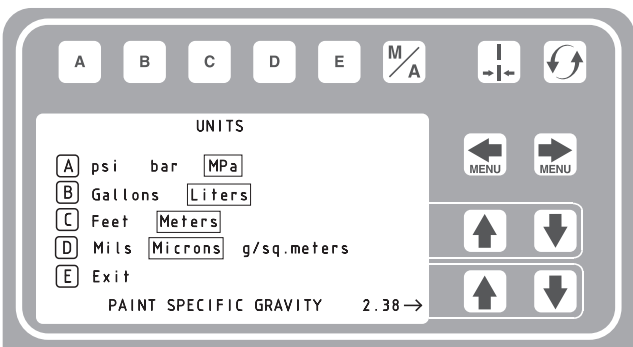 A B C D E M/A
UNITS
MENU MENU
A psi bar MPa
B Gallons Liters
C Feet Meters
D Mils Microns g/sq.meters
E Exit
PAINT SPECIFIC GRAVITY 2.38→